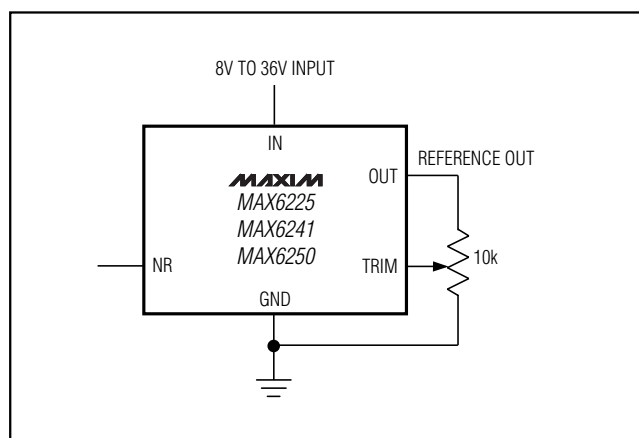 8V TO 36V INPUT
IN
REFERENCE OUT
MAXIM
OUT
MAX6225
MAX6241
MAX6250
NR
TRIM
10k
GND